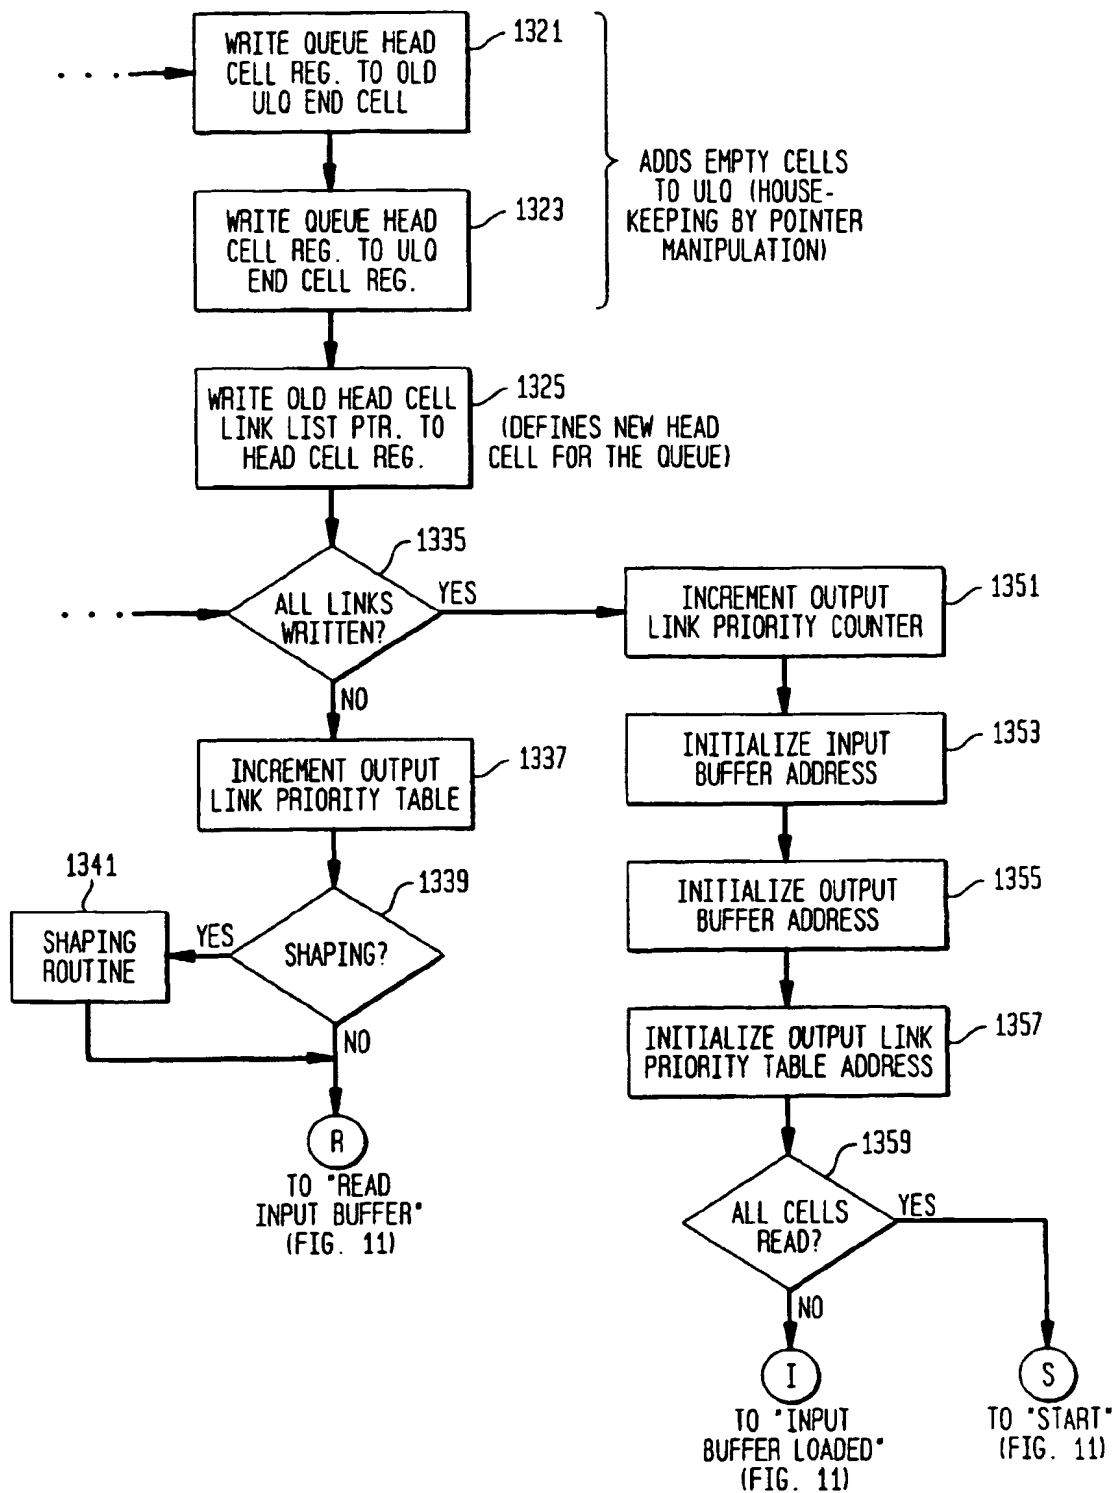 WRITE QUEUE HEAD
CELL REG. TO OLD
ULQ END CELL
1321
ADDS EMPTY CELLS
TO ULQ (HOUSE-
KEEPING BY POINTER
MANIPULATION)
WRITE QUEUE HEAD
CELL REG. TO ULQ
END CELL REG.
1323
WRITE OLD HEAD CELL
LINK LIST PTR. TO
HEAD CELL REG.
1325
(DEFINES NEW HEAD
CELL FOR THE QUEUE)
1335
ALL LINKS
WRITTEN?
YES
NO
INCREMENT OUTPUT
LINK PRIORITY COUNTER
1351
INITIALIZE INPUT
BUFFER ADDRESS
1353
INCREMENT OUTPUT
LINK PRIORITY TABLE
1337
1339
SHAPING?
YES
NO
1341
SHAPING
ROUTINE
INITIALIZE OUTPUT
BUFFER ADDRESS
1355
INITIALIZE OUTPUT LINK
PRIORITY TABLE ADDRESS
1357
R
TO "READ
INPUT BUFFER"
(FIG. 11)
1359
ALL CELLS
READ?
YES
NO
I
TO "INPUT
BUFFER LOADED"
(FIG. 11)
S
TO "START"
(FIG. 11)